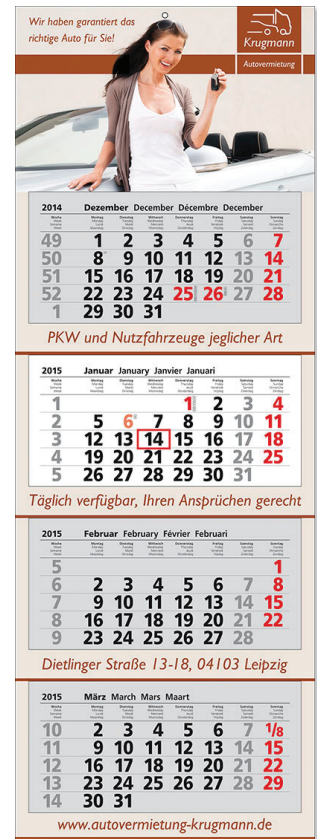 Wir haben garantiert das
richtige Auto für Sie!
Krugmann
Autovermietung
2014 Dezember December Décembre December
49 1 2 3 4 5 6 7
50 8 9 10 11 12 13 14
51 15 16 17 18 19 20 21
52 22 23 24 25 26 27 28
1 29 30 31
PKW und Nutzfahrzeuge jeglicher Art
2015 Januar January Janvier Januari
1 1 2 3 4
2 5 6 7 8 9 10 11
3 12 13 14 15 16 17 18
4 19 20 21 22 23 24 25
5 26 27 28 29 30 31
Täglich verfügbar, Ihren Ansprüchen gerecht
2015 Februar February Février Februari
5 1
6 2 3 4 5 6 7 8
7 9 10 11 12 13 14 15
8 16 17 18 19 20 21 22
9 23 24 25 26 27 28
Dietlinger Straße 13-18, 04103 Leipzig
2015 März March Mars Maart
10 2 3 4 5 6 7 1/8
11 9 10 11 12 13 14 15
12 16 17 18 19 20 21 22
13 23 24 25 26 27 28 29
14 30 31
www.autovermietung-krugmann.de